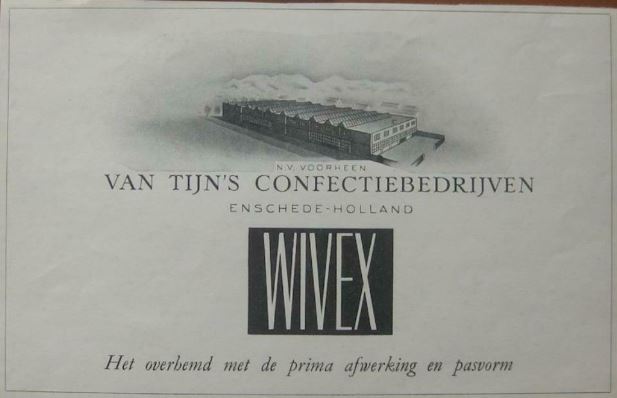 N.V. VOORHEEN
VAN TIJN'S CONFECTIEBEDRIJVEN
ENSCHEDE-HOLLAND
WIVEX
Het overhemd met de prima afwerking en pasvorm